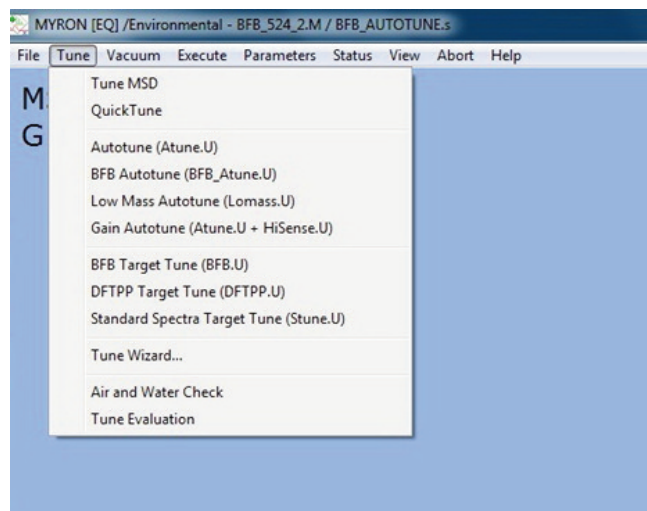 MYRON [EQ] /Environmental - BFB_524_2.M / BFB_AUTOTUNE.s
File Tune Vacuum Execute Parameters Status View Abort Help
Tune MSD
QuickTune
Autotune (Atune.U)
BFB Autotune (BFB_Atune.U)
Low Mass Autotune (Lomass.U)
Gain Autotune (Atune.U + HiSense.U)
BFB Target Tune (BFB.U)
DFTPP Target Tune (DFTPP.U)
Standard Spectra Target Tune (Stune.U)
Tune Wizard...
Air and Water Check
Tune Evaluation